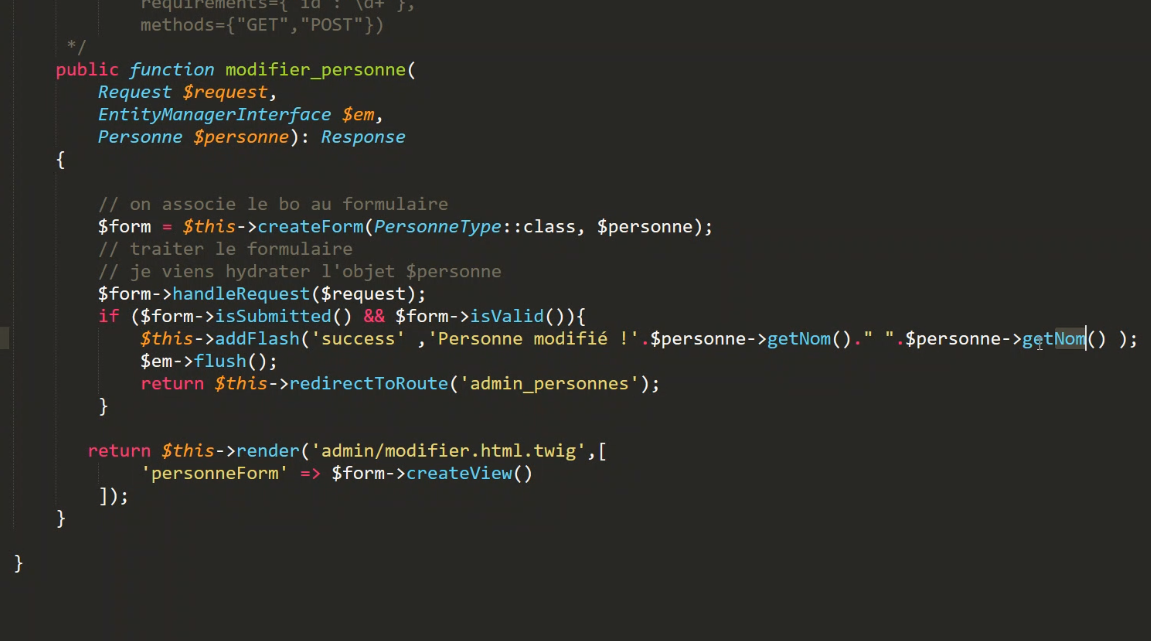 requirements={"id": "\d+"},
methods={"GET","POST"})
*/
public function modifier_personne(
Request $request,
EntityManagerInterface $em,
Personne $personne): Response
{
// on associe le bo au formulaire
$form = $this->createForm(PersonneType::class, $personne);
// traiter le formulaire
// je viens hydrater l'objet $personne
$form->handleRequest($request);
if ($form->isSubmitted() && $form->isValid()){
$this->addFlash('success' ,'Personne modifié !'.$personne->getNom()." ".$personne->getNom() );
$em->flush();
return $this->redirectToRoute('admin_personnes');
}
return $this->render('admin/modifier.html.twig',[
'personneForm' => $form->createView()
]);
}
}